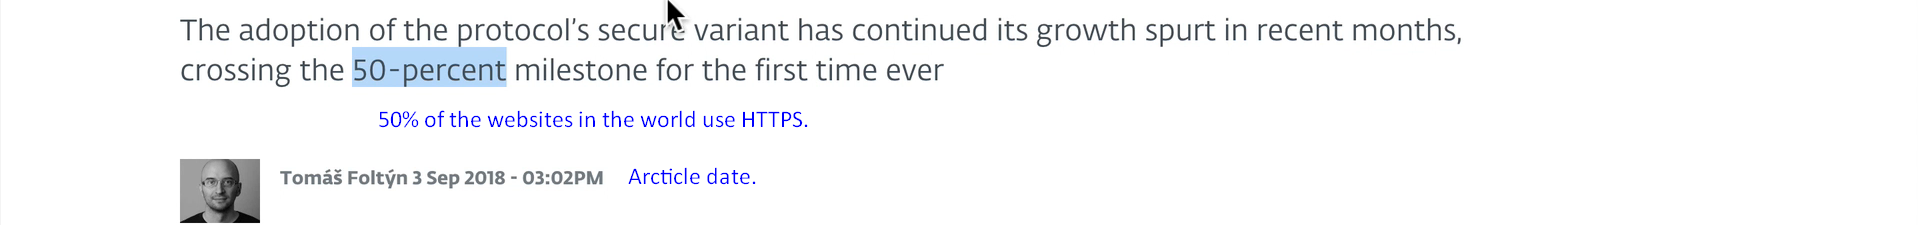 The adoption of the protocol’s secure variant has continued its growth spurt in recent months,
crossing the 50-percent milestone for the first time ever
50% of the websites in the world use HTTPS.
Tomáš Foltýn 3 Sep 2018 - 03:02PM Arcticle date.